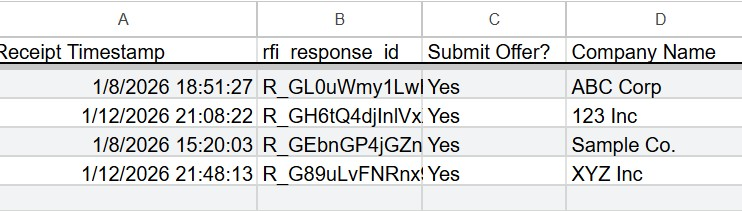 A B C D
Receipt Timestamp rfi_response_id Submit Offer? Company Name
1/8/2026 18:51:27 R_GL0uWmy1Lw Yes ABC Corp
1/12/2026 21:08:22 R_GH6tQ4djInlVx Yes 123 Inc
1/8/2026 15:20:03 R_GEbnGP4jGZn Yes Sample Co.
1/12/2026 21:48:13 R_G89uLvFNRnx Yes XYZ Inc